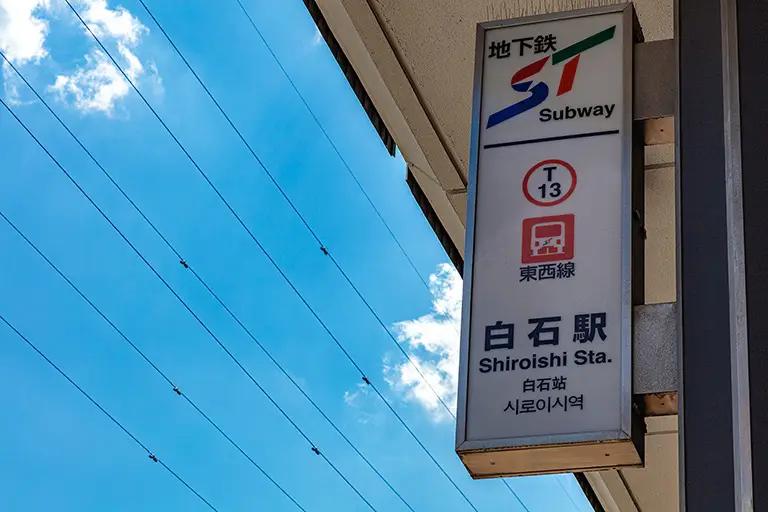 地下鉄
ST
Subway
T
13
東西線
白石駅
Shiroishi Sta.
白石站
시로이시역